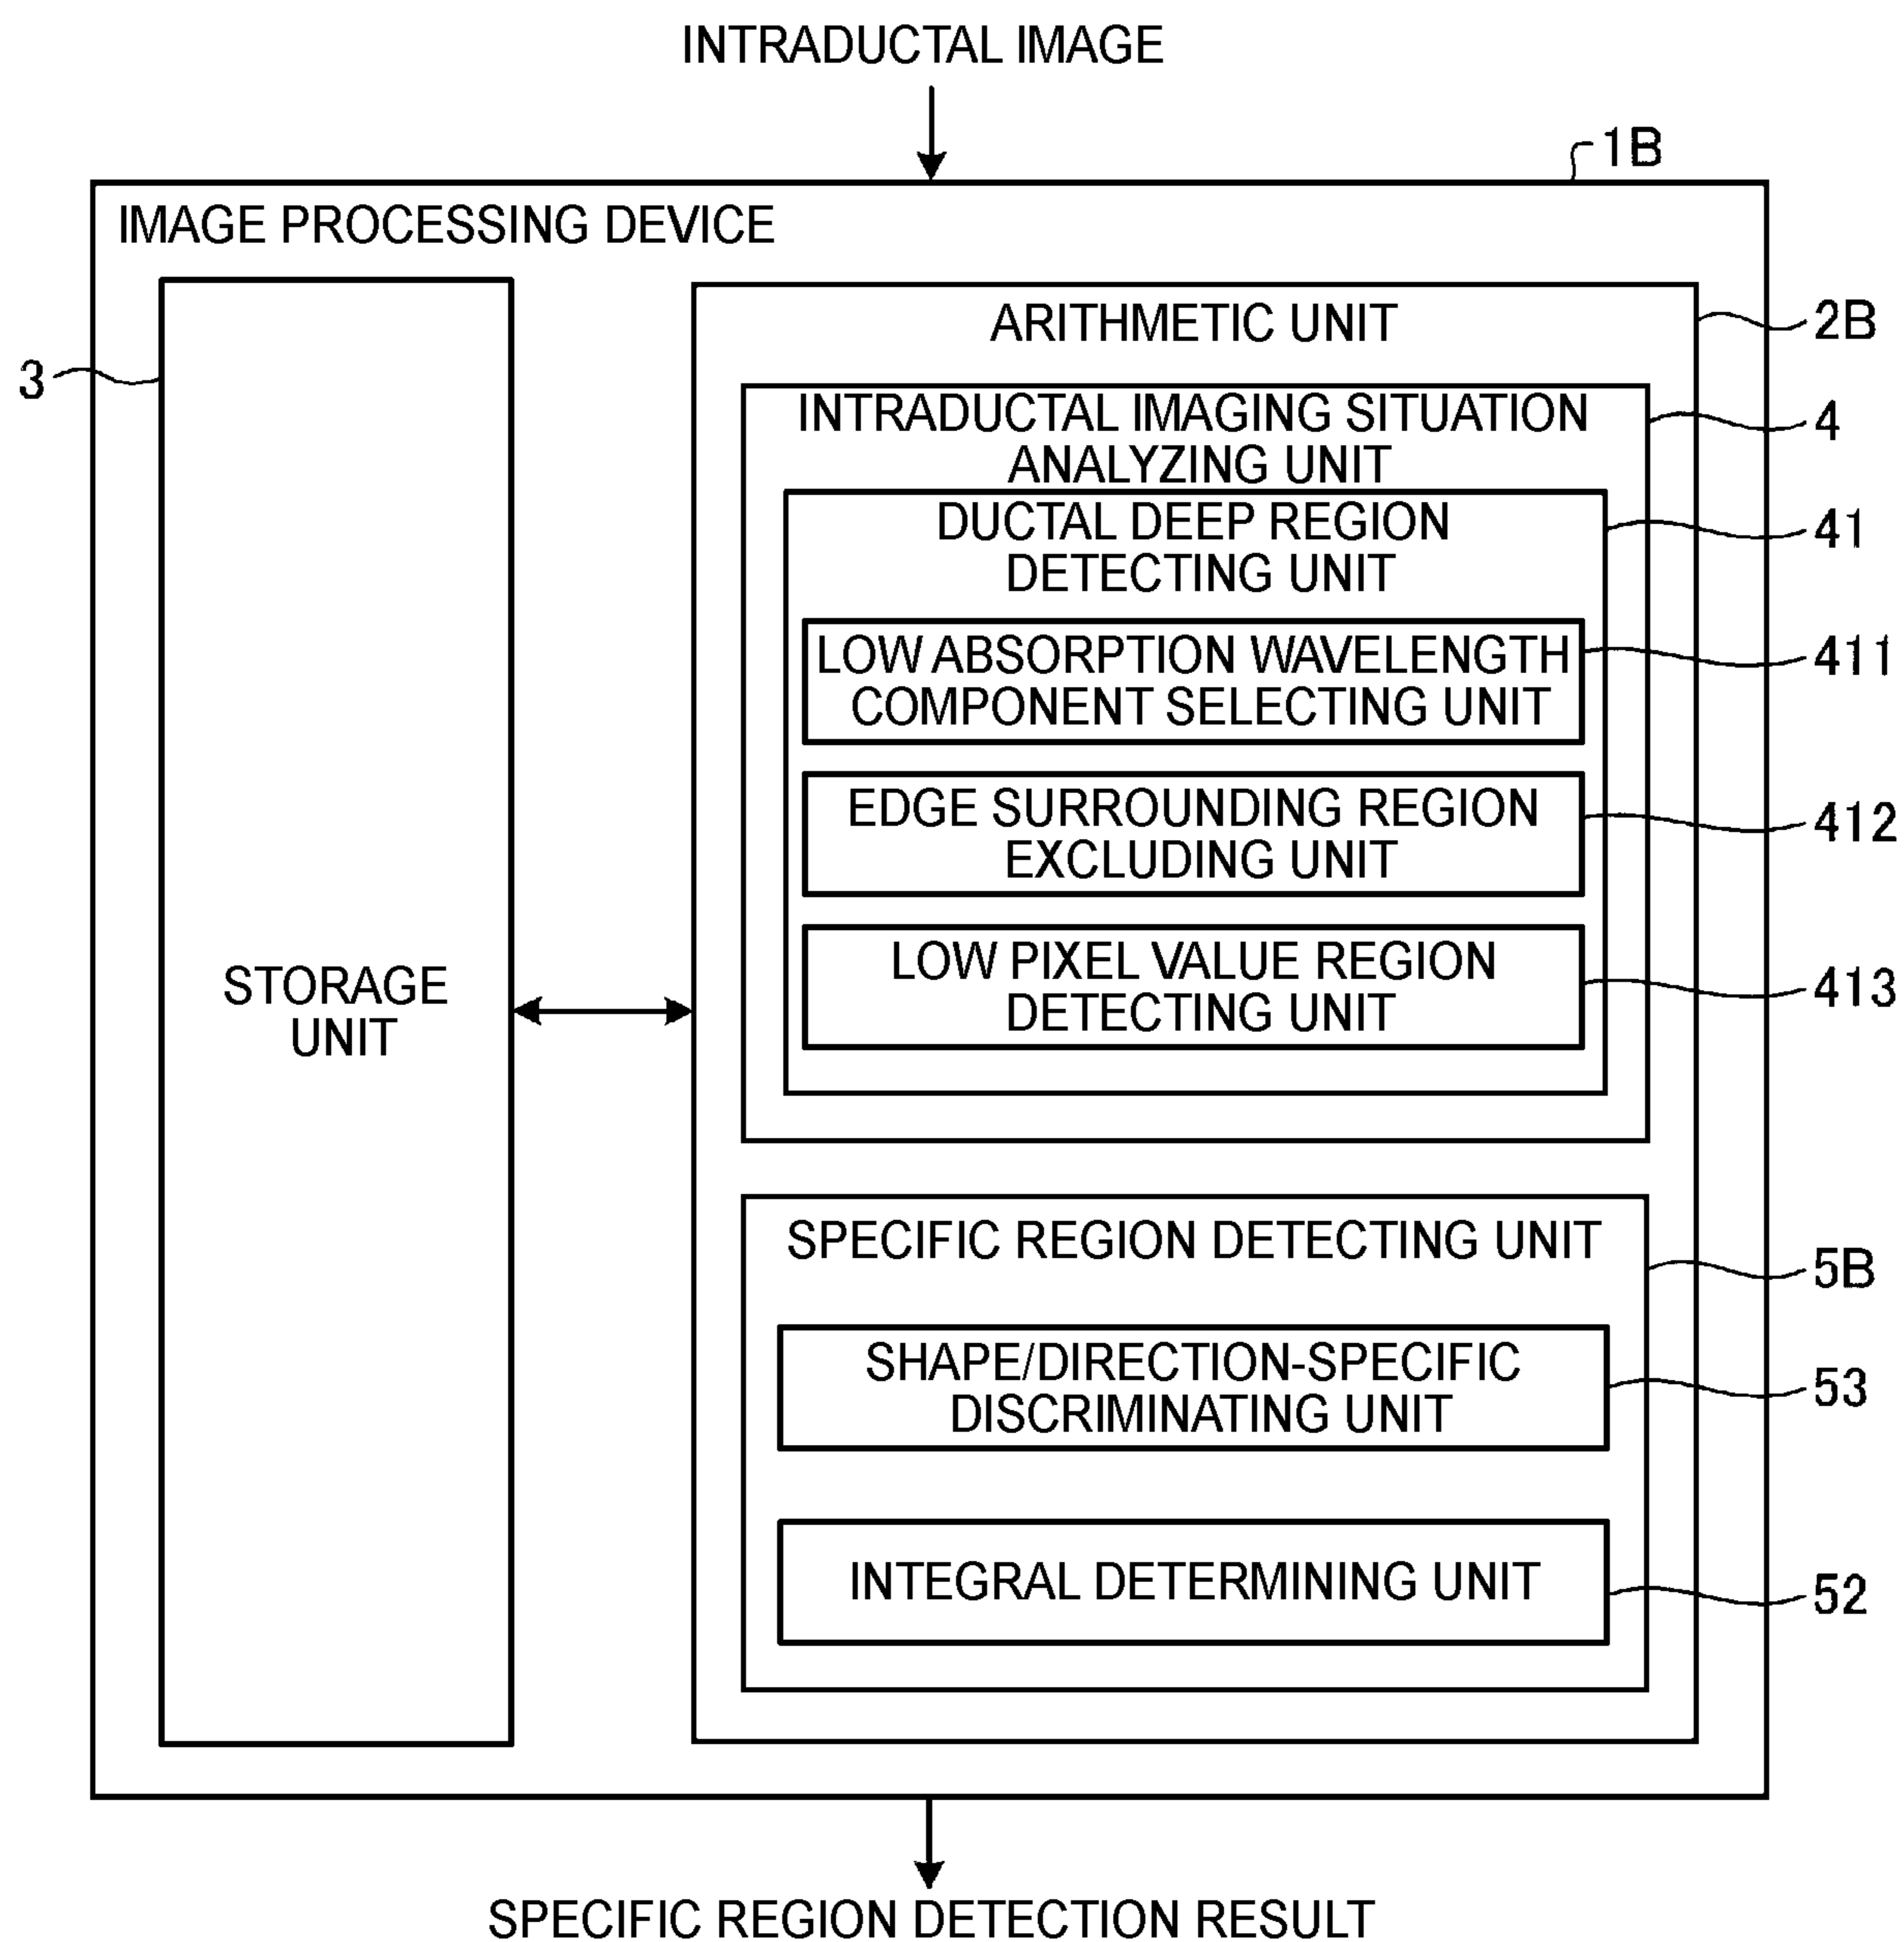 INTRADUCTAL IMAGE
1B
IMAGE PROCESSING DEVICE
3
STORAGE
UNIT
ARITHMETIC UNIT
2B
INTRADUCTAL IMAGING SITUATION
ANALYZING UNIT
4
DUCTAL DEEP REGION
DETECTING UNIT
41
LOW ABSORPTION WAVELENGTH
COMPONENT SELECTING UNIT
411
EDGE SURROUNDING REGION
EXCLUDING UNIT
412
LOW PIXEL VALUE REGION
DETECTING UNIT
413
SPECIFIC REGION DETECTING UNIT
5B
SHAPE/DIRECTION-SPECIFIC
DISCRIMINATING UNIT
53
INTEGRAL DETERMINING UNIT
52
SPECIFIC REGION DETECTION RESULT